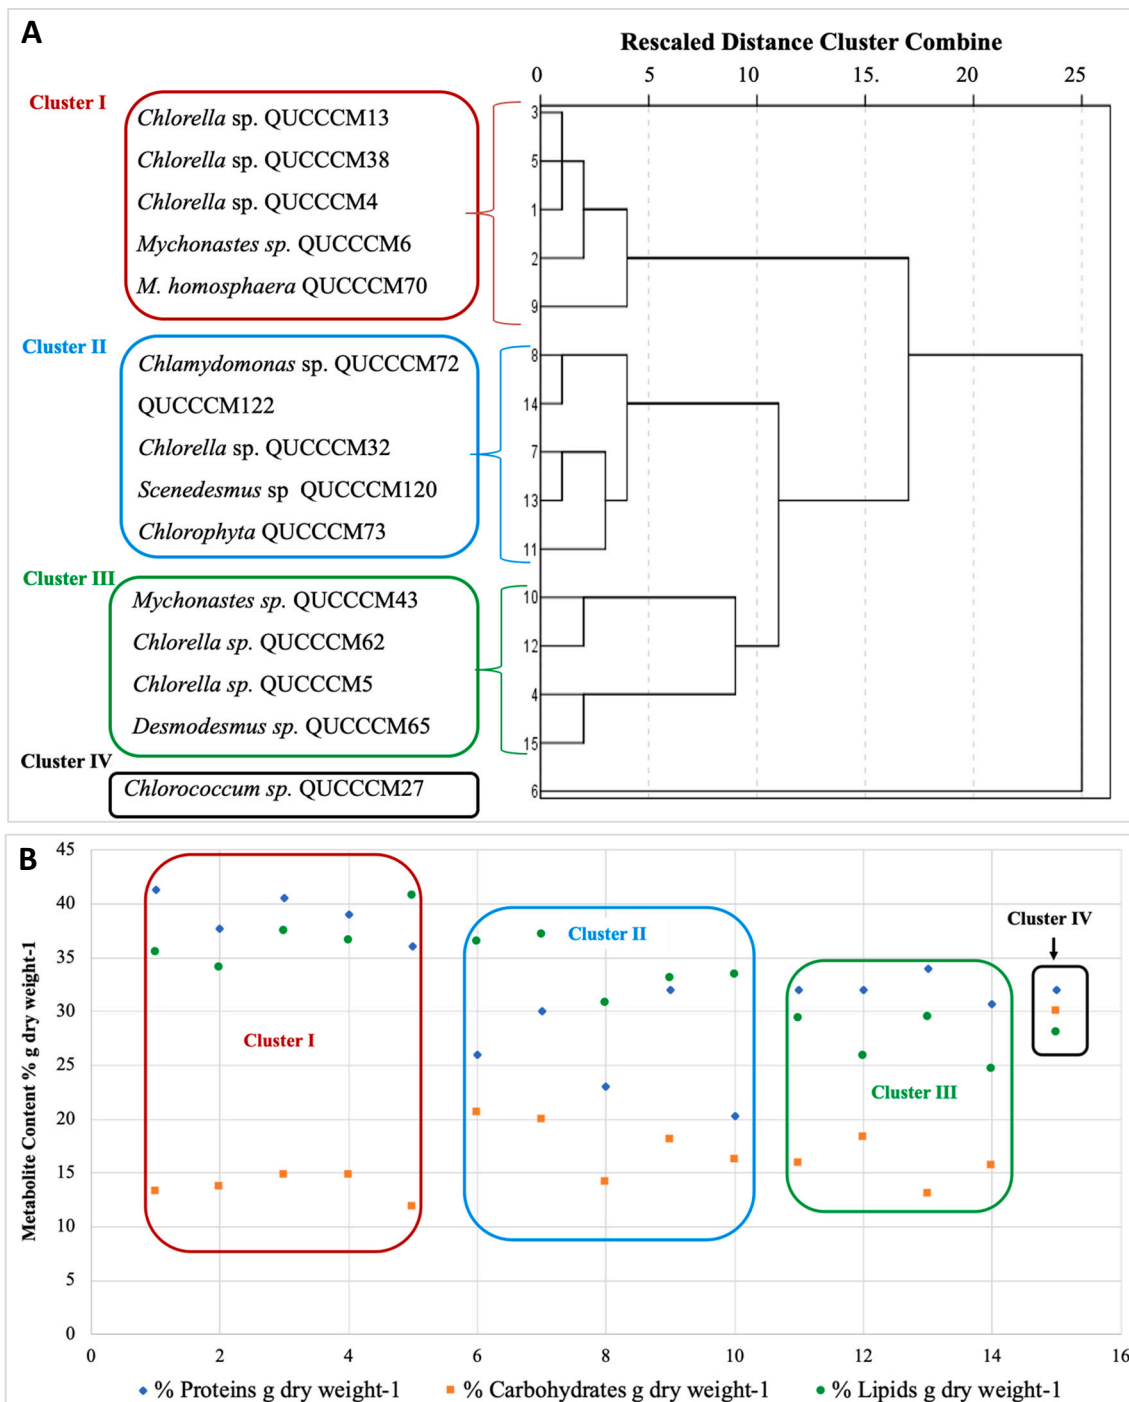 A
Rescaled Distance Cluster Combine
0 5 10 15. 20 25
Cluster I
Chlorella sp. QUCCCM13
Chlorella sp. QUCCCM38
Chlorella sp. QUCCCM4
Mychonastes sp. QUCCCM6
M. homosphaera QUCCCM70
3
5
1
2
9
Cluster II
Chlamydomonas sp. QUCCCM72
QUCCCM122
Chlorella sp. QUCCCM32
Scenedesmus sp QUCCCM120
Chlorophyta QUCCCM73
8
14
7
13
11
Cluster III
Mychonastes sp. QUCCCM43
Chlorella sp. QUCCCM62
Chlorella sp. QUCCCM5
Desmodesmus sp. QUCCCM65
10
12
4
15
Cluster IV
Chlorococcum sp. QUCCCM27
6
B
Metabolite Content % g dry weight-1
45
40
35
30
25
20
15
10
5
0
Cluster I
Cluster II
Cluster III
Cluster IV
0 2 4 6 8 10 12 14 16
% Proteins g dry weight-1 % Carbohydrates g dry weight-1 % Lipids g dry weight-1